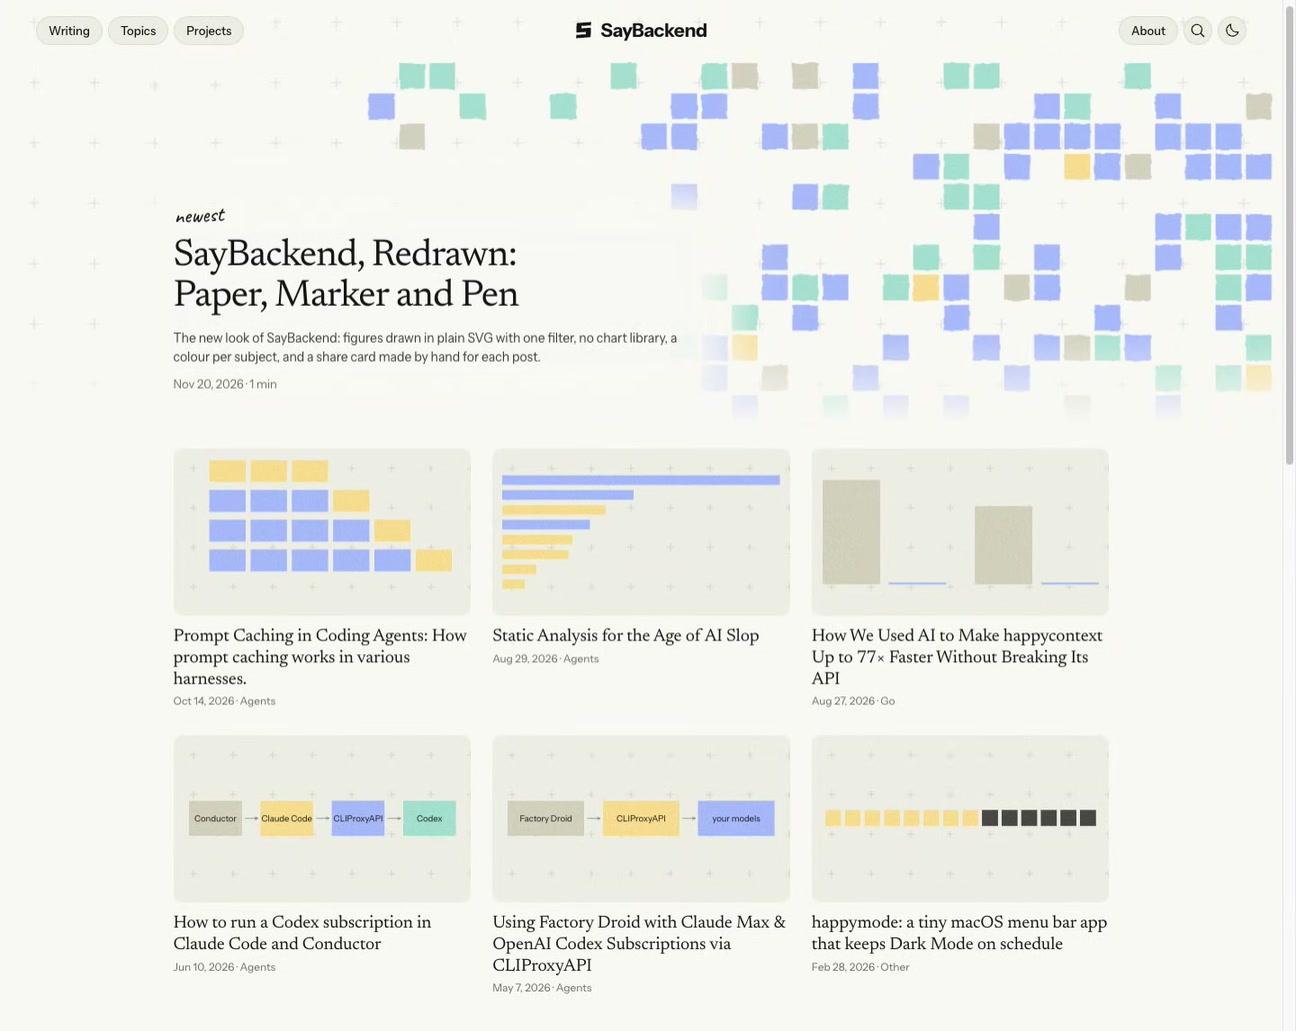 Writing
Topics
Projects
SayBackend
About
newest
SayBackend, Redrawn:
Paper, Marker and Pen
The new look of SayBackend: figures drawn in plain SVG with one filter, no chart library, a
colour per subject, and a share card made by hand for each post.
Nov 20, 2026 · 1 min
Prompt Caching in Coding Agents: How
prompt caching works in various
harnesses.
Oct 14, 2026 · Agents
Static Analysis for the Age of AI Slop
Aug 29, 2026 · Agents
How We Used AI to Make happycontext
Up to 77× Faster Without Breaking Its
API
Aug 27, 2026 · Go
Conductor
Claude Code
CLIProxyAPI
Codex
How to run a Codex subscription in
Claude Code and Conductor
Jun 10, 2026 · Agents
Factory Droid
CLIProxyAPI
your models
Using Factory Droid with Claude Max &
OpenAI Codex Subscriptions via
CLIProxyAPI
May 7, 2026 · Agents
happymode: a tiny macOS menu bar app
that keeps Dark Mode on schedule
Feb 28, 2026 · Other